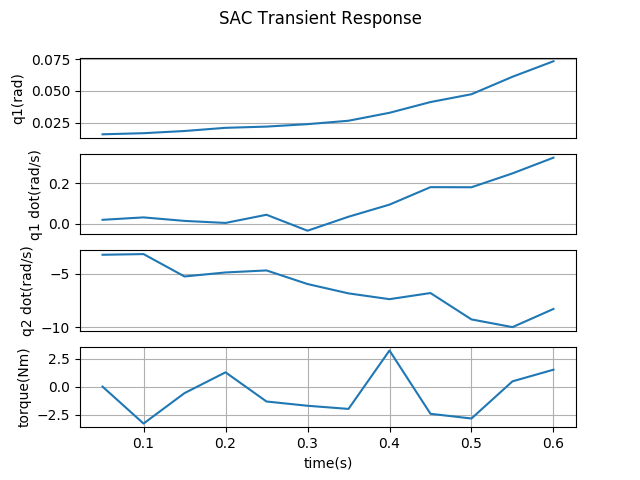 SAC Transient Response
0.075
0.050
0.025
q1(rad)
0.2
0.0
q1 dot(rad/s)
−5
−10
q2 dot(rad/s)
2.5
0.0
−2.5
torque(Nm)
0.1 0.2 0.3 0.4 0.5 0.6
time(s)